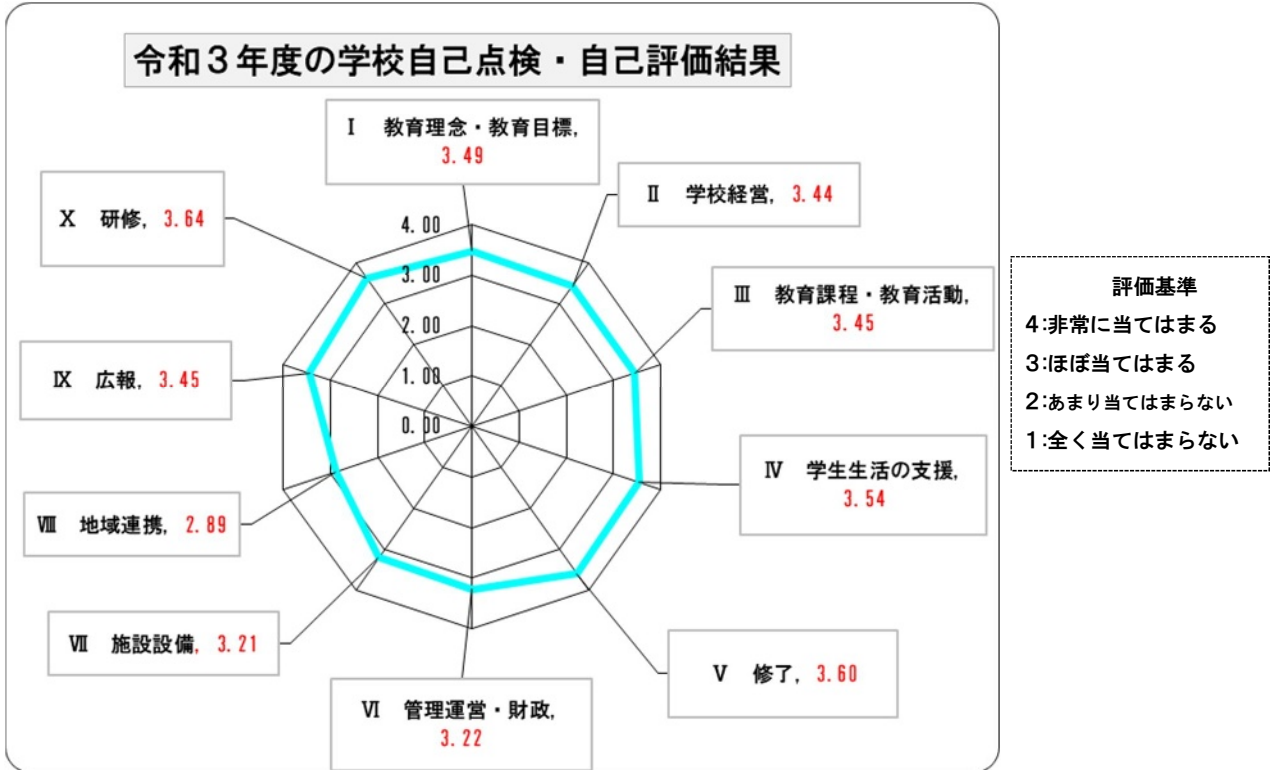 令和３年度の学校自己点検・自己評価結果
Ⅰ　教育理念・教育目標,
3.49
Ⅱ　学校経営, 3.44
Ⅲ　教育課程・教育活動,
3.45
Ⅳ　学生生活の支援,
3.54
Ⅴ　修了, 3.60
Ⅵ　管理運営・財政,
3.22
Ⅶ　施設設備, 3.21
Ⅷ　地域連携, 2.89
Ⅸ　広報, 3.45
Ⅹ　研修, 3.64
4.00
3.00
2.00
1.00
0.00
評価基準
4:非常に当てはまる
3:ほぼ当てはまる
2:あまり当てはまらない
1:全く当てはまらない